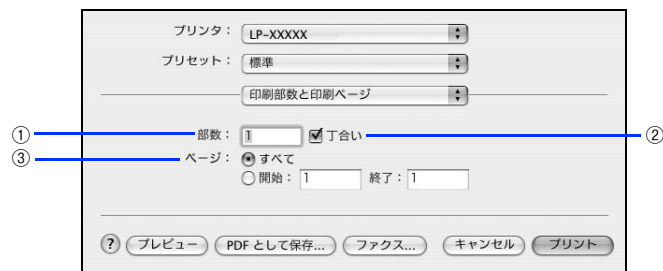 プリンタ： LP-XXXXX
プリセット： 標準
印刷部数と印刷ページ
① 部数： 1 丁合い ②
③ ページ： すべて
開始： 1 終了： 1
? プレビュー PDF として保存... ファクス... キャンセル プリント